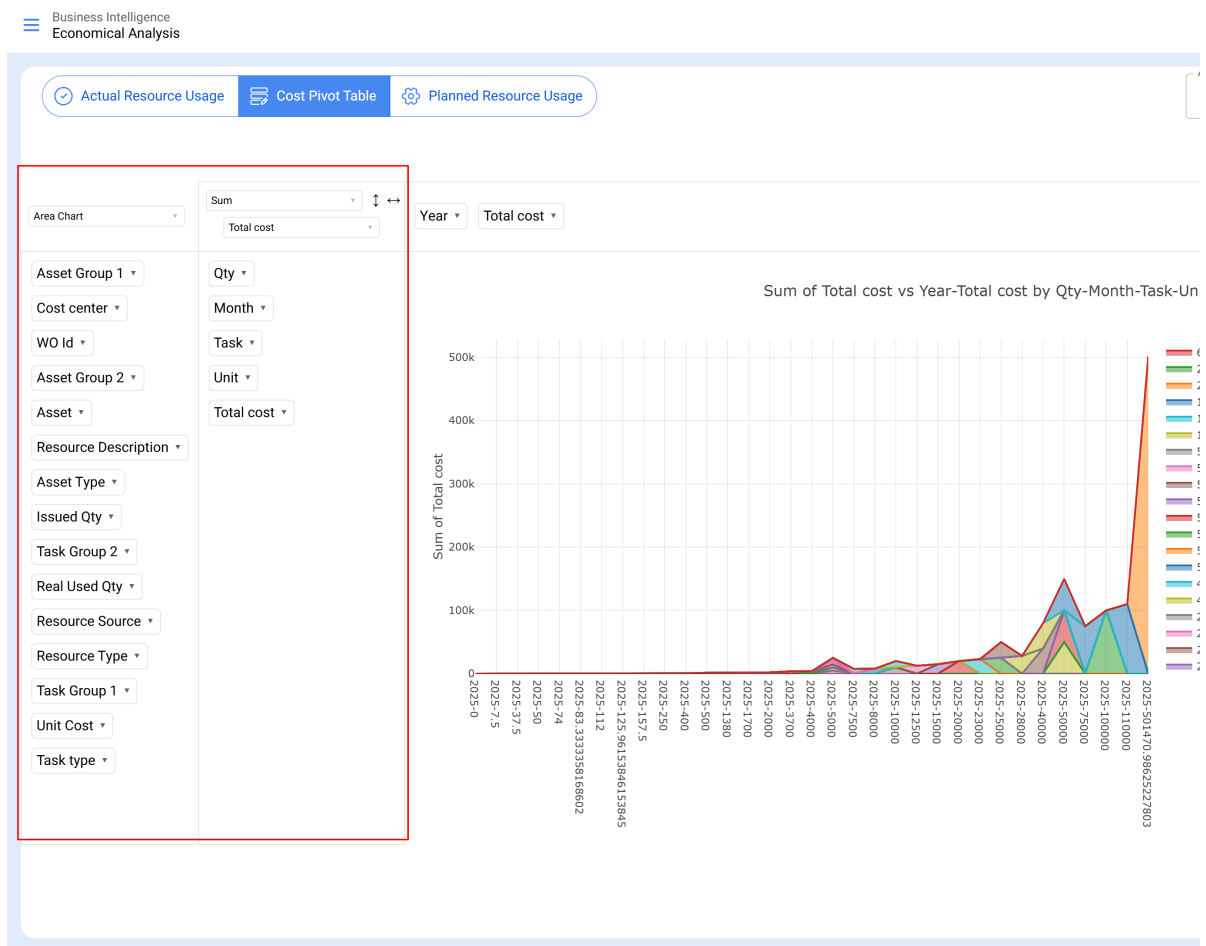 Business Intelligence
Economical Analysis
Actual Resource Usage
Cost Pivot Table
Planned Resource Usage
Area Chart
Sum
Total cost
Year
Total cost
Asset Group 1
Cost center
WO Id
Asset Group 2
Asset
Resource Description
Asset Type
Issued Qty
Task Group 2
Real Used Qty
Resource Source
Resource Type
Task Group 1
Unit Cost
Task type
Qty
Month
Task
Unit
Total cost
Sum of Total cost vs Year-Total cost by Qty-Month-Task-Un
Sum of Total cost
500k
400k
300k
200k
100k
0
2025-0
2025-7.5
2025-37.5
2025-50
2025-74
2025-83.3333358168602
2025-112
2025-125.96153846153845
2025-157.5
2025-250
2025-400
2025-500
2025-1380
2025-1700
2025-2000
2025-3700
2025-4000
2025-5000
2025-7500
2025-8000
2025-10000
2025-12500
2025-15000
2025-20000
2025-23000
2025-25000
2025-28000
2025-40000
2025-50000
2025-75000
2025-100000
2025-110000
2025-501470.98625227803